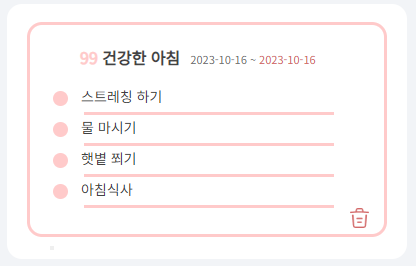 99 건강한 아침 2023-10-16 ~ 2023-10-16
스트레칭 하기
물 마시기
햇볕 쬐기
아침식사